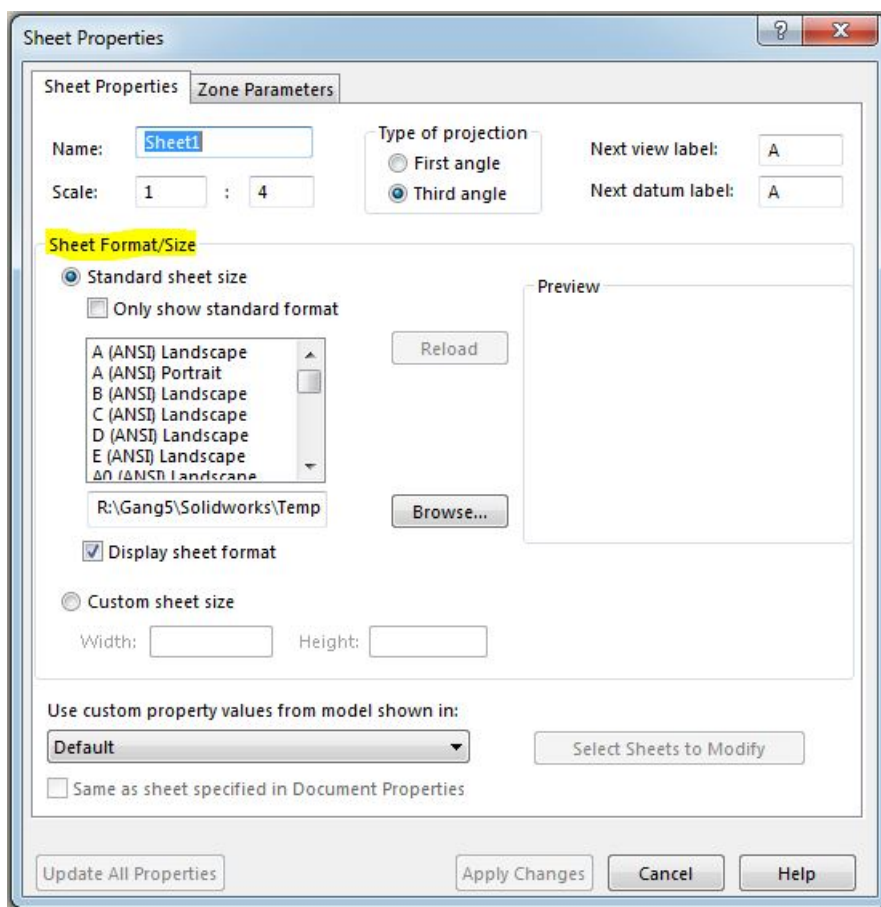 Sheet Properties
Sheet Properties Zone Parameters
Name: Sheet1
Type of projection
First angle
Third angle
Next view label: A
Scale: 1 : 4
Next datum label: A
Sheet Format/Size
Standard sheet size
Only show standard format
A (ANSI) Landscape
A (ANSI) Portrait
B (ANSI) Landscape
C (ANSI) Landscape
D (ANSI) Landscape
E (ANSI) Landscape
A0 (ANSI) Landscape
Reload
Preview
R:\Gang5\Solidworks\Temp
Browse...
Display sheet format
Custom sheet size
Width: Height:
Use custom property values from model shown in:
Default
Select Sheets to Modify
Same as sheet specified in Document Properties
Update All Properties Apply Changes Cancel Help